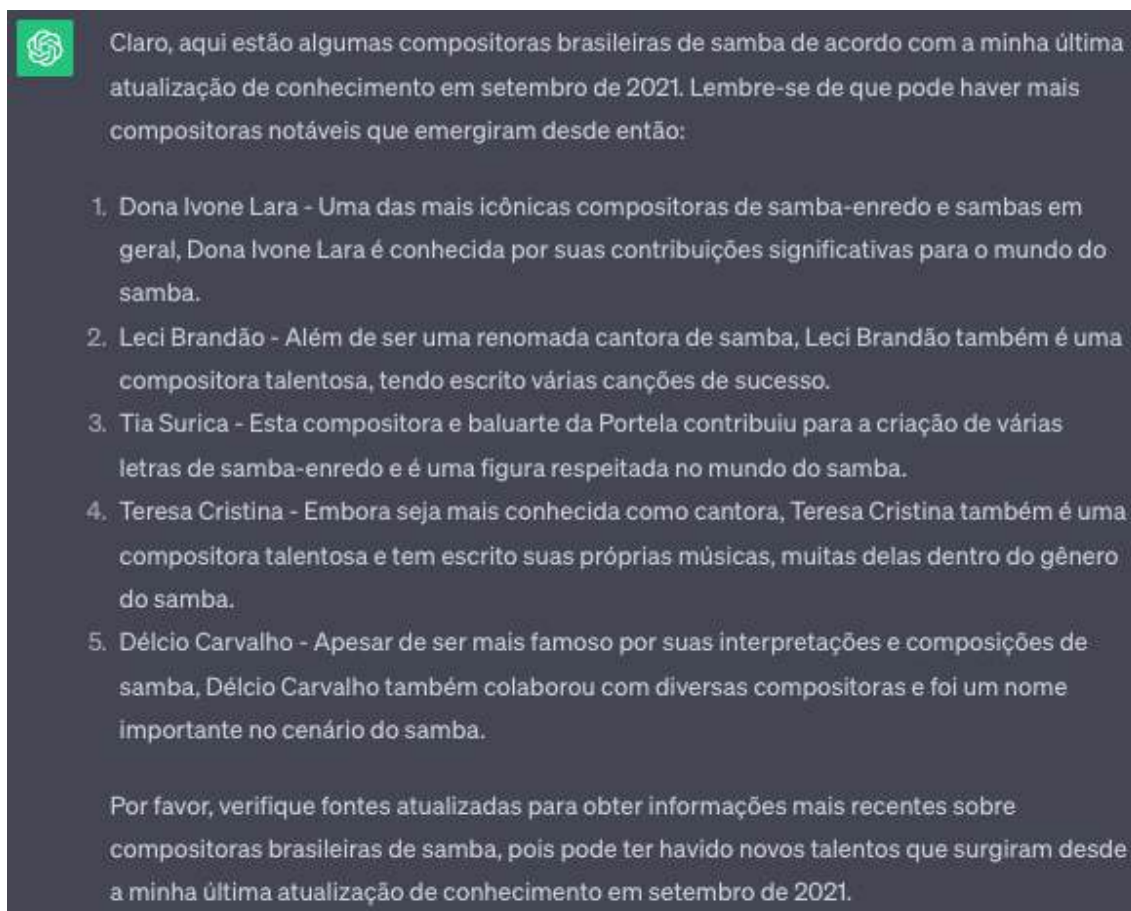 Claro, aqui estão algumas compositoras brasileiras de samba de acordo com a minha última
atualização de conhecimento em setembro de 2021. Lembre-se de que pode haver mais
compositoras notáveis que emergiram desde então:
1. Dona Ivone Lara - Uma das mais icônicas compositoras de samba-enredo e sambas em
geral, Dona Ivone Lara é conhecida por suas contribuições significativas para o mundo do
samba.
2. Leci Brandão - Além de ser uma renomada cantora de samba, Leci Brandão também é uma
compositora talentosa, tendo escrito várias canções de sucesso.
3. Tia Surica - Esta compositora e baluarte da Portela contribuiu para a criação de várias
letras de samba-enredo e é uma figura respeitada no mundo do samba.
4. Teresa Cristina - Embora seja mais conhecida como cantora, Teresa Cristina também é uma
compositora talentosa e tem escrito suas próprias músicas, muitas delas dentro do gênero
do samba.
5. Délcio Carvalho - Apesar de ser mais famoso por suas interpretações e composições de
samba, Délcio Carvalho também colaborou com diversas compositoras e foi um nome
importante no cenário do samba.
Por favor, verifique fontes atualizadas para obter informações mais recentes sobre
compositoras brasileiras de samba, pois pode ter havido novos talentos que surgiram desde
a minha última atualização de conhecimento em setembro de 2021.